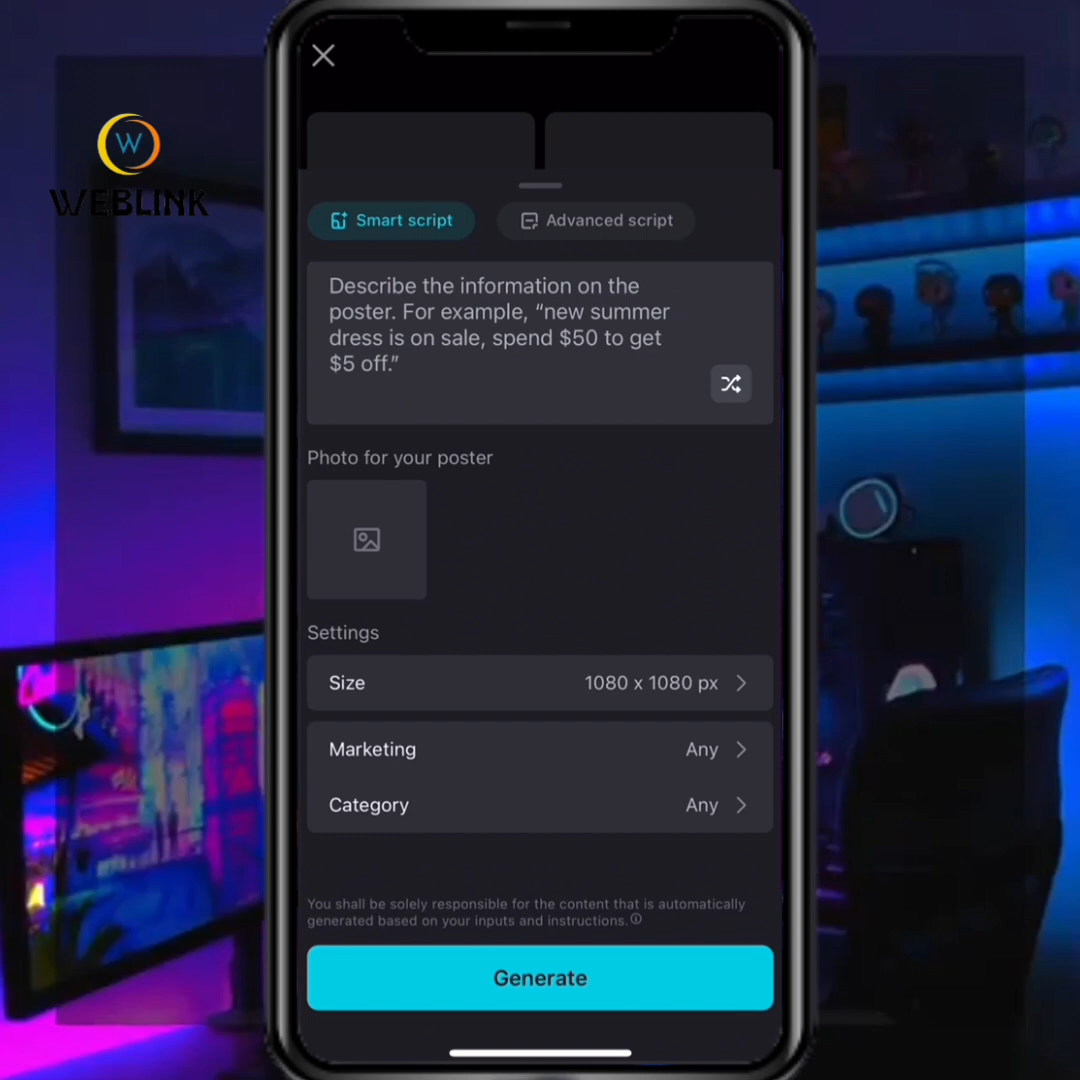 W
WEBLINK
Smart script
Advanced script
Describe the information on the
poster. For example, “new summer
dress is on sale, spend $50 to get
$5 off.”
Photo for your poster
Settings
Size
1080 x 1080 px
Marketing
Any
Category
Any
You shall be solely responsible for the content that is automatically
generated based on your inputs and instructions.
Generate